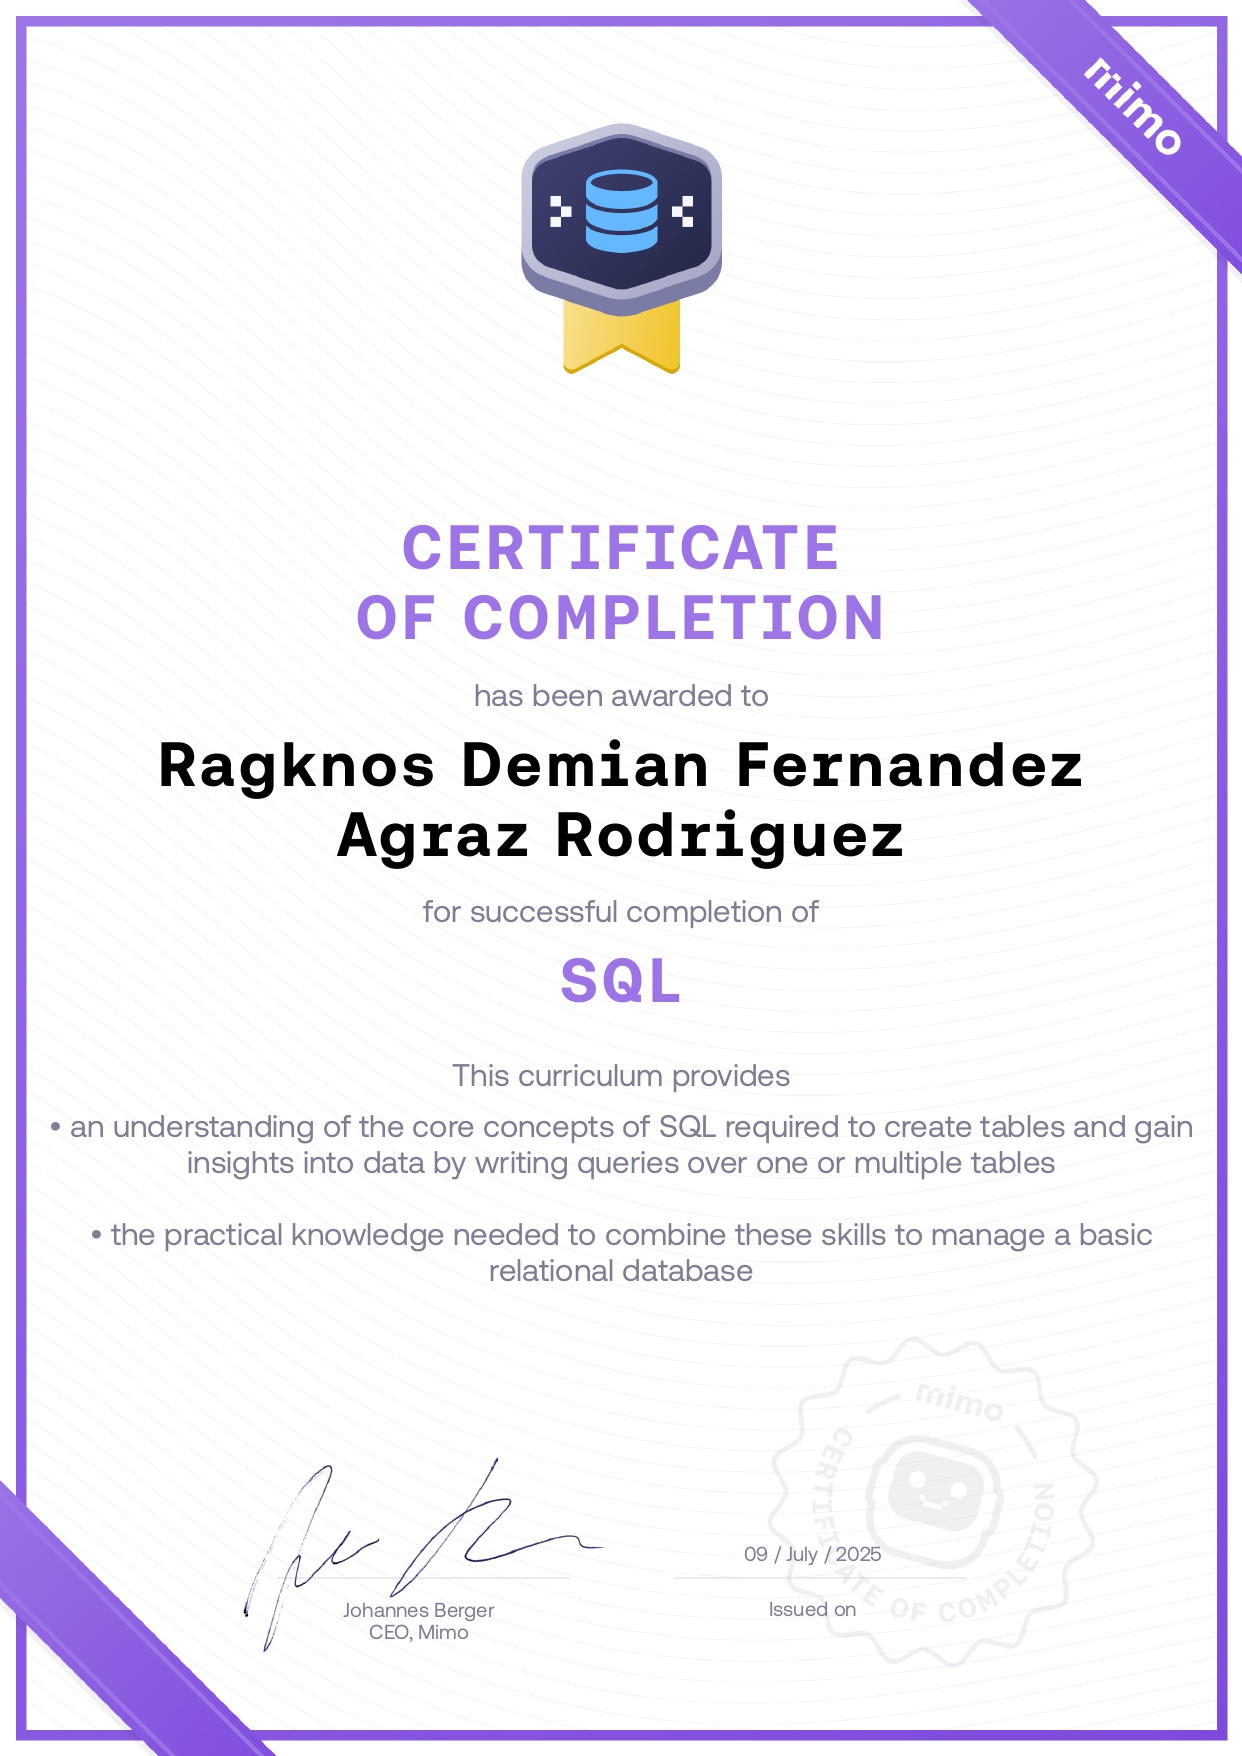 mimo
CERTIFICATE
OF COMPLETION
has been awarded to
Ragknos Demian Fernandez
Agraz Rodriguez
for successful completion of
SQL
This curriculum provides
• an understanding of the core concepts of SQL required to create tables and gain
insights into data by writing queries over one or multiple tables
• the practical knowledge needed to combine these skills to manage a basic
relational database
mimo
CERTIFICATE OF COMPLETION
09 / July / 2025
Johannes Berger
CEO, Mimo
Issued on